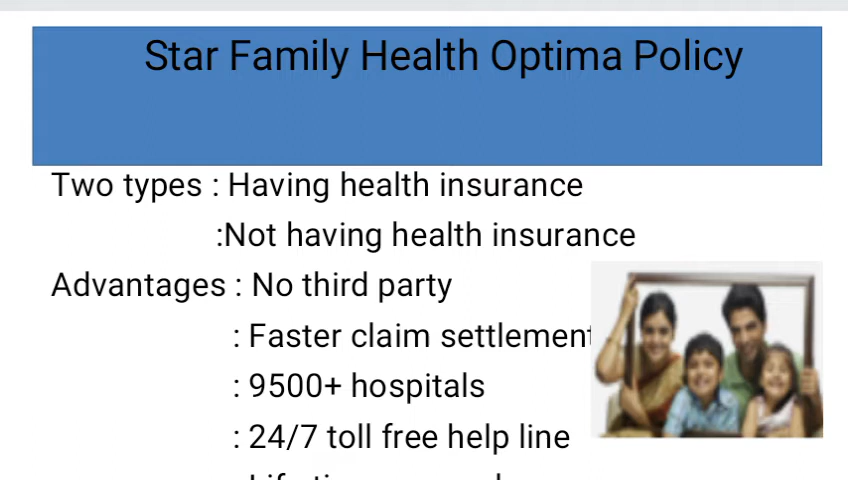 Star Family Health Optima Policy
Two types : Having health insurance
:Not having health insurance
Advantages : No third party
: Faster claim settlement
: 9500+ hospitals
: 24/7 toll free help line